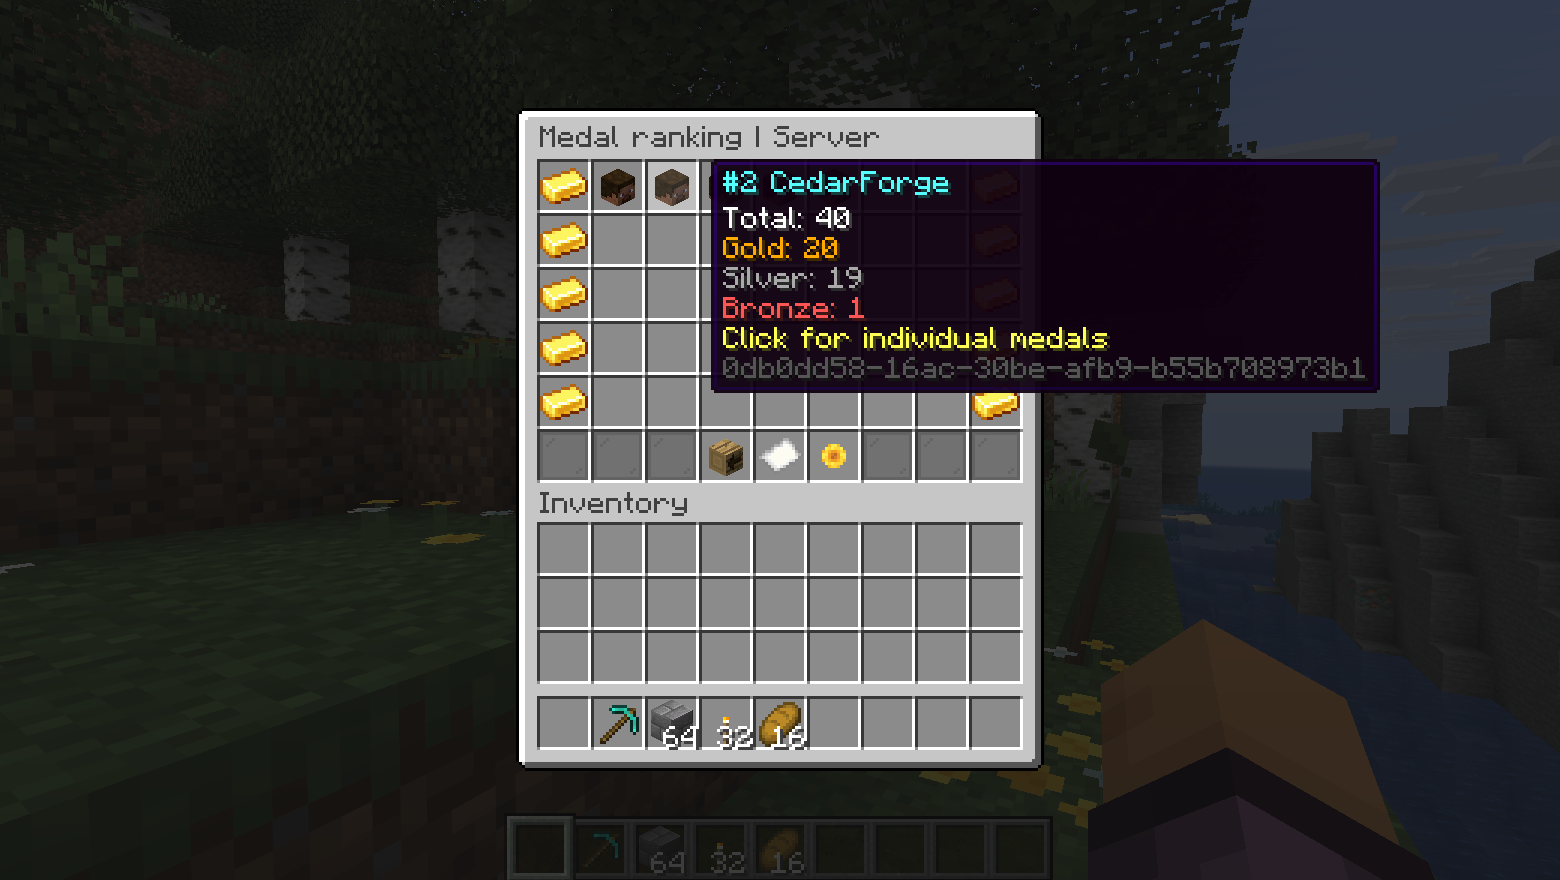 Medal ranking | Server
#2 CedarForge
Total: 40
Gold: 20
Silver: 19
Bronze: 1
Click for individual medals
0db0dd58-16ac-30be-afb9-b55b708973b1
Inventory
64 32 16
64 32 16